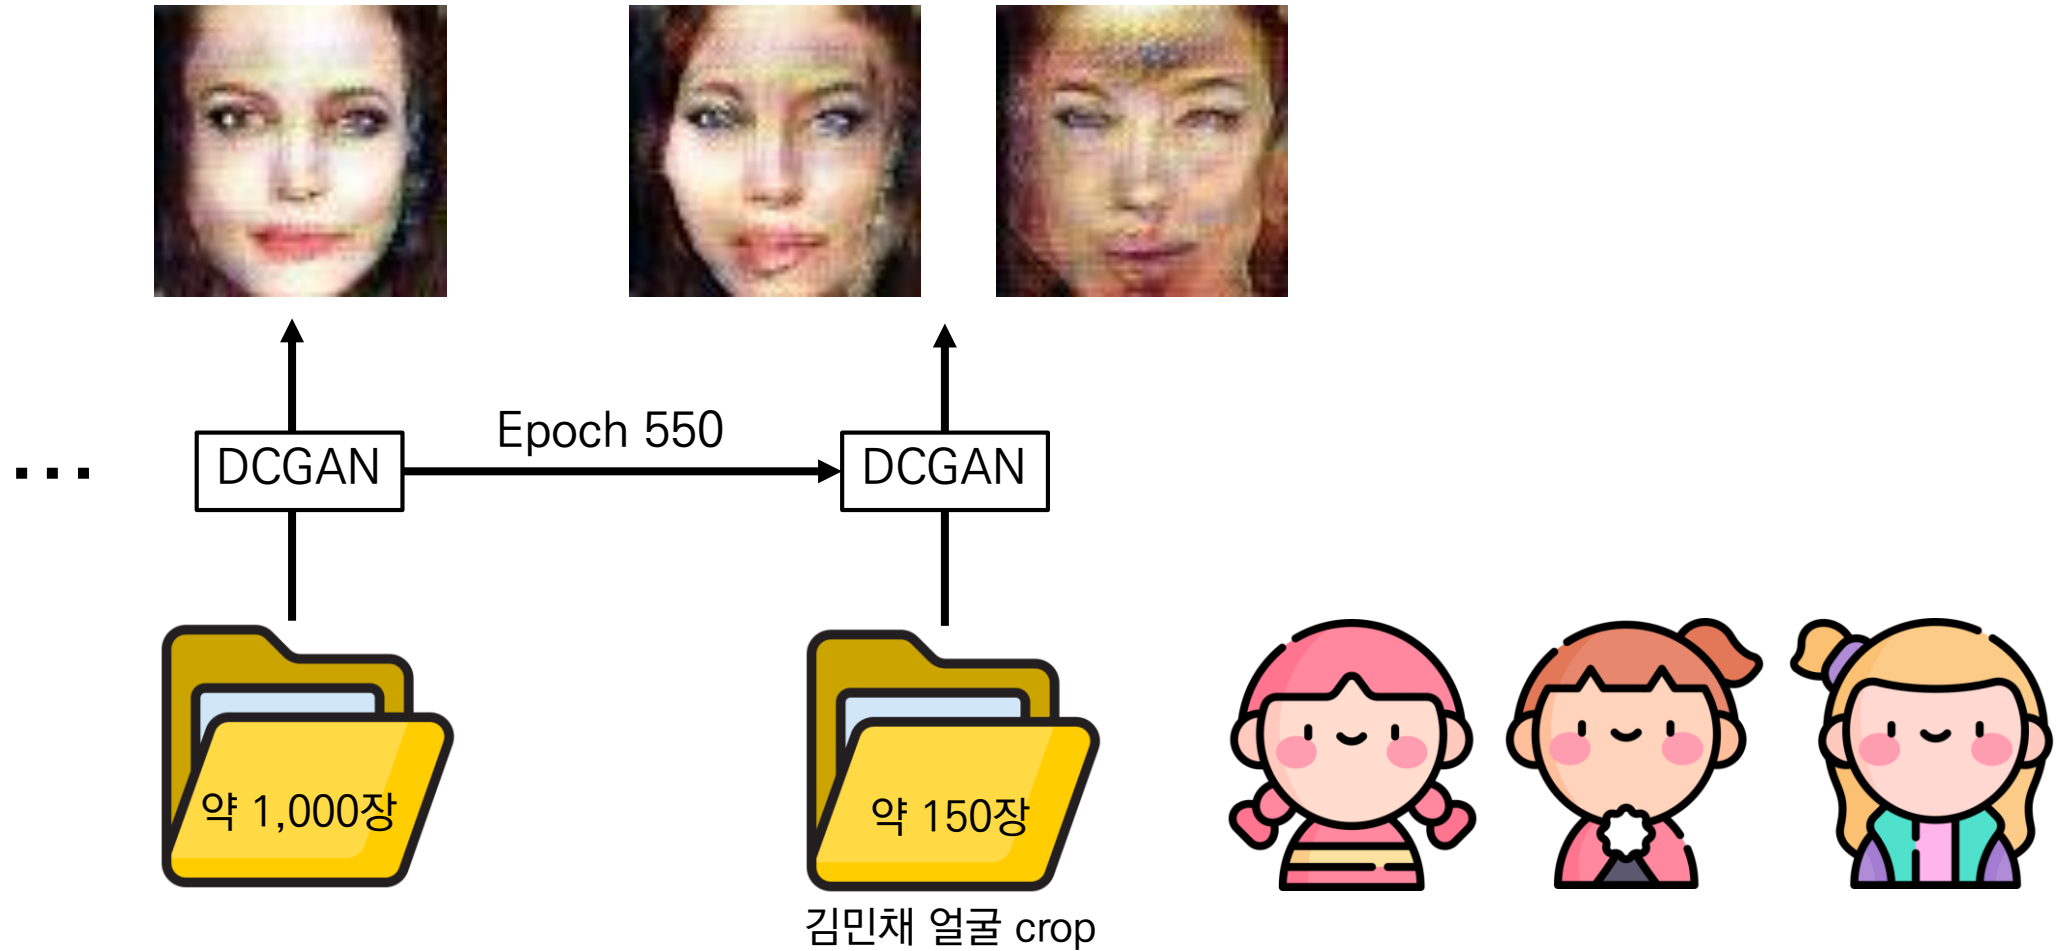 Epoch 550
DCGAN
DCGAN
...
약 1,000장
약 150장
김민채 얼굴 crop